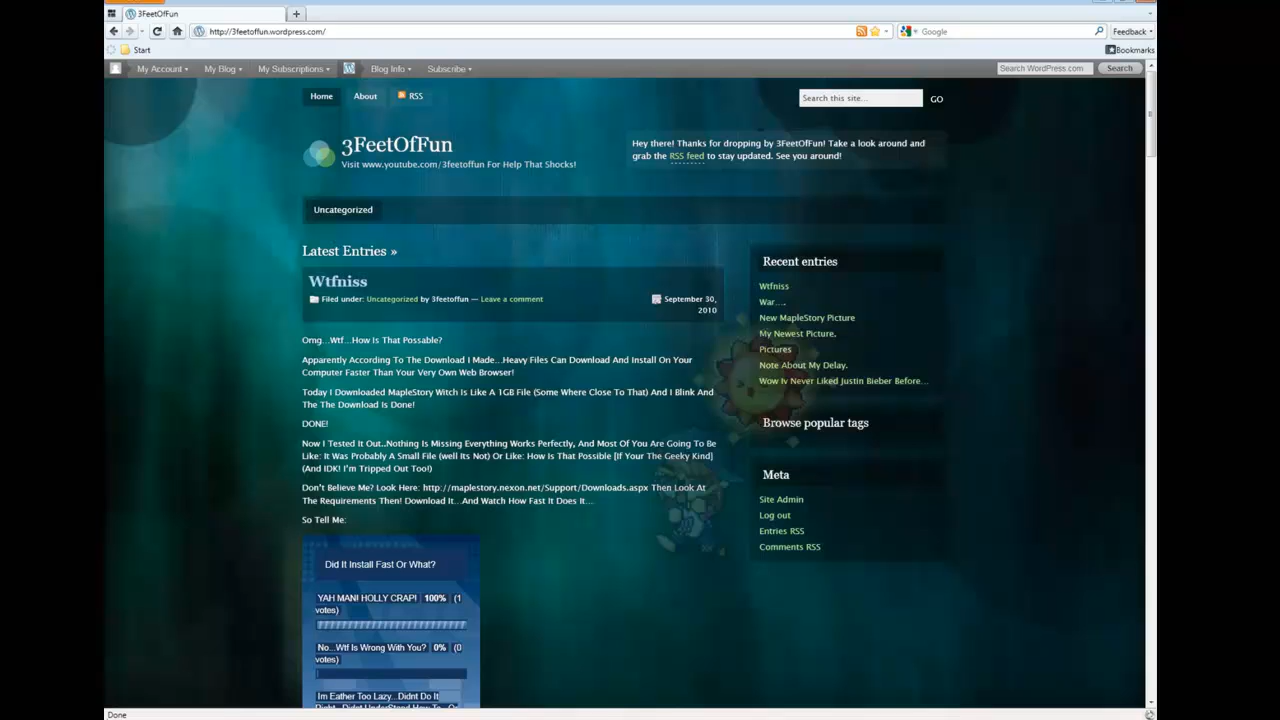 3FeetOfFun
http://3feetoffun.wordpress.com/
Google
Feedback
Start
Bookmarks
My Account
My Blog
My Subscriptions
Blog Info
Subscribe
Search WordPress.com
Search
Home
About
RSS
Search this site...
GO
3FeetOfFun
Visit www.youtube.com/3feetoffun For Help That Shocks!
Hey there! Thanks for dropping by 3FeetOfFun! Take a look around and
grab the RSS feed to stay updated. See you around!
Uncategorized
Latest Entries »
Wtfniss
Filed under: Uncategorized by 3feetoffun — Leave a comment
September 30,
2010
Omg...Wtf...How Is That Possable?
Apparently According To The Download I Made...Heavy Files Can Download And Install On Your
Computer Faster Than Your Very Own Web Browser!
Today I Downloaded MapleStory Witch Is Like A 1GB File (Some Where Close To That) And I Blink And
The The Download Is Done!
DONE!
Now I Tested It Out..Nothing Is Missing Everything Works Perfectly, And Most Of You Are Going To Be
Like: It Was Probably A Small File (well Its Not) Or Like: How Is That Possible [If Your The Geeky Kind]
(And IDK! I'm Tripped Out Too!)
Don't Believe Me? Look Here: http://maplestory.nexon.net/Support/Downloads.aspx Then Look At
The Requirements Then! Download It...And Watch How Fast It Does It...
So Tell Me:
Did It Install Fast Or What?
YAH MAN! HOLLY CRAP! 100% (1
votes)
No...Wtf Is Wrong With You? 0% (0
votes)
Im Eather Too Lazy...Didnt Do It
Right...Didnt UnderStand How To...Or
Recent entries
Wtfniss
War....
New MapleStory Picture
My Newest Picture.
Pictures
Note About My Delay.
Wow Iv Never Liked Justin Bieber Before...
Browse popular tags
Meta
Site Admin
Log out
Entries RSS
Comments RSS
Done